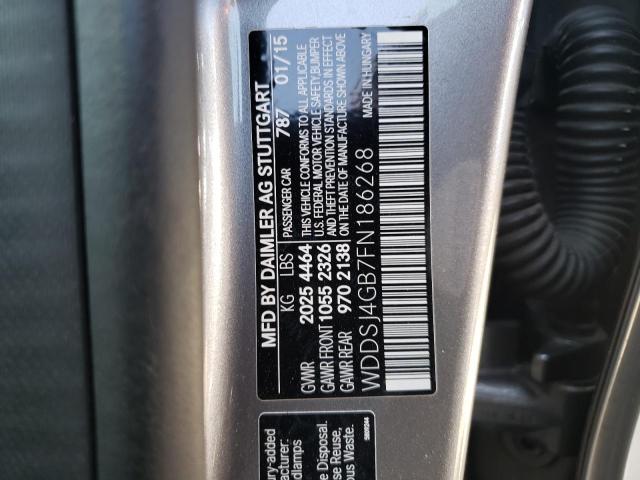 MFD BY DAIMLER AG STUTTGART
PASSENGER CAR 787 01/15
KG LBS
GVWR 2025 4464
GAWR FRONT 1055 2326
GAWR REAR 970 2138
THIS VEHICLE CONFORMS TO ALL APPLICABLE
U.S. FEDERAL MOTOR VEHICLE SAFETY, BUMPER
AND THEFT PREVENTION STANDARDS IN EFFECT
ON THE DATE OF MANUFACTURE SHOWN ABOVE
MADE IN HUNGARY
WDDSJ4GB7FN186268
ury-added
acturer:
dlamps
e Disposal.
se Reuse,
ous Waste.